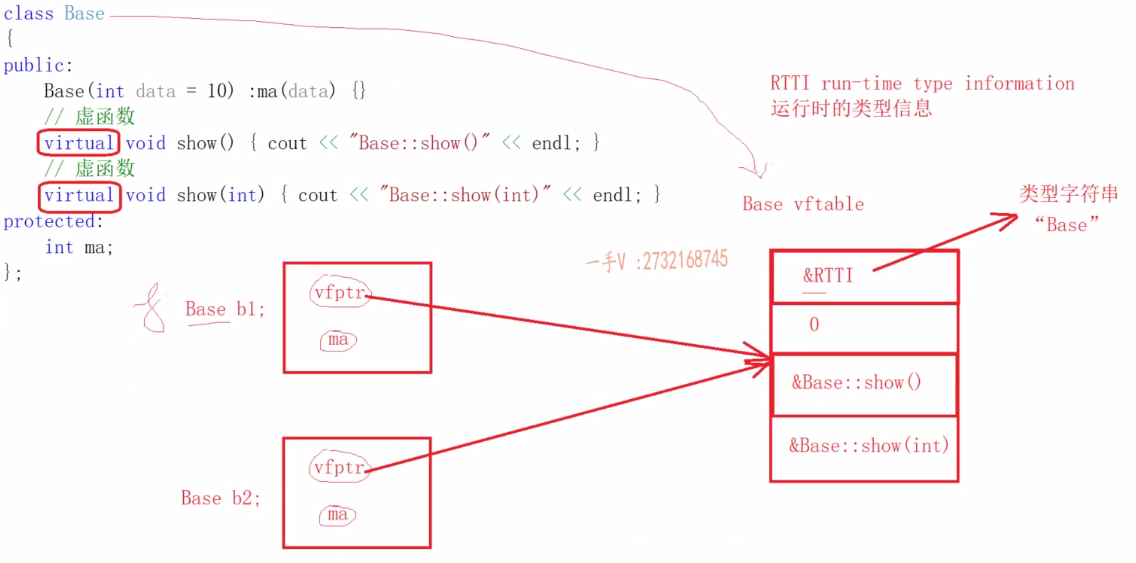 class Base
{
public:
    Base(int data = 10) :ma(data) {}
    // 虚函数
    virtual void show() { cout << "Base::show()" << endl; }
    // 虚函数
    virtual void show(int) { cout << "Base::show(int)" << endl; }
protected:
    int ma;
};
RTTI run-time type information
运行时的类型信息
Base vftable
类型字符串
“Base”
一手V :2732168745
&RTTI
0
&Base::show()
&Base::show(int)
Base b1;
vfptr
ma
Base b2;
vfptr
ma